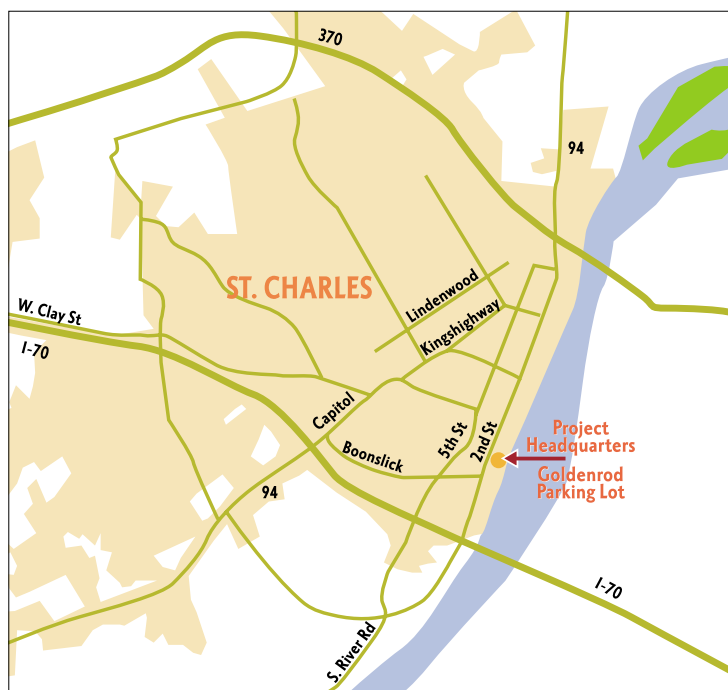 370
94
ST. CHARLES
Lindenwood
W. Clay St
Kingshighway
I-70
Capitol
5th St
2nd St
Project
Headquarters
Boonslick
Goldenrod
Parking Lot
94
I-70
S. River Rd